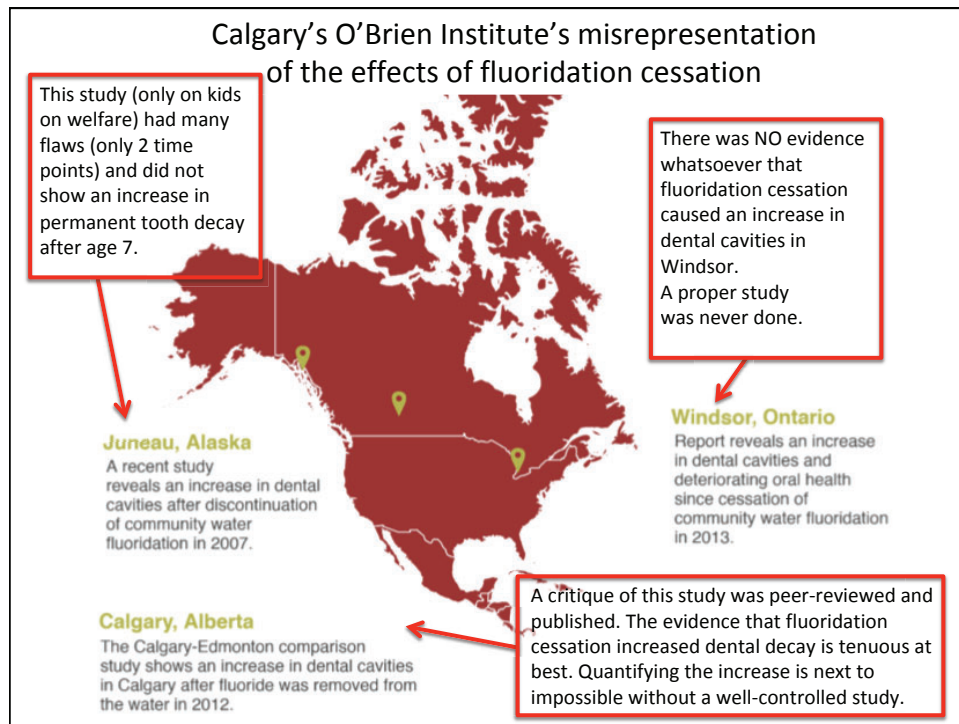 Calgary’s O’Brien Institute’s misrepresentation
of the effects of fluoridation cessation
This study (only on kids
on welfare) had many
flaws (only 2 time
points) and did not
show an increase in
permanent tooth decay
after age 7.
There was NO evidence
whatsoever that
fluoridation cessation
caused an increase in
dental cavities in
Windsor.
A proper study
was never done.
Juneau, Alaska
A recent study
reveals an increase in dental
cavities after discontinuation
of community water
fluoridation in 2007.
Windsor, Ontario
Report reveals an increase
in dental cavities and
deteriorating oral health
since cessation of
community water fluoridation
in 2013.
Calgary, Alberta
The Calgary-Edmonton comparison
study shows an increase in dental cavities
in Calgary after fluoride was removed from
the water in 2012.
A critique of this study was peer-reviewed and
published. The evidence that fluoridation
cessation increased dental decay is tenuous at
best. Quantifying the increase is next to
impossible without a well-controlled study.